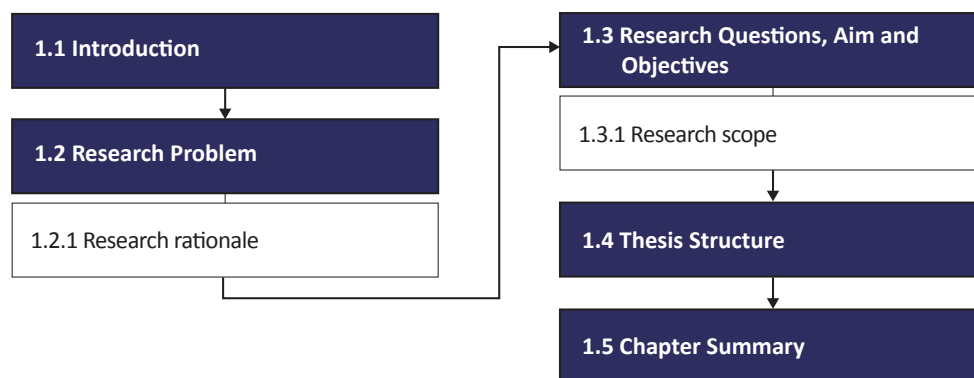 1.1 Introduction
1.2 Research Problem
1.2.1 Research rationale
1.3 Research Questions, Aim and
Objectives
1.3.1 Research scope
1.4 Thesis Structure
1.5 Chapter Summary